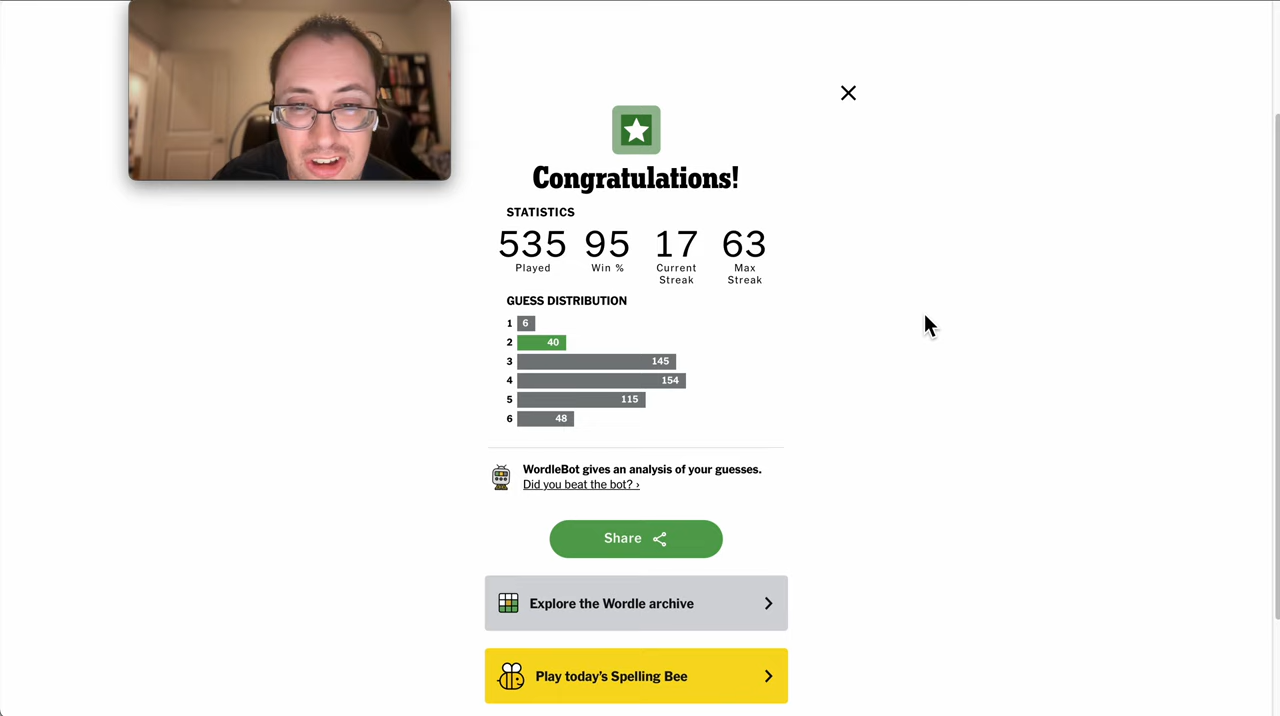 Congratulations!
STATISTICS
535 95 17 63
Played Win % Current Streak Max Streak
GUESS DISTRIBUTION
1 6
2 40
3 145
4 154
5 115
6 48
WordleBot gives an analysis of your guesses.
Did you beat the bot? ›
Share
Explore the Wordle archive
Play today’s Spelling Bee